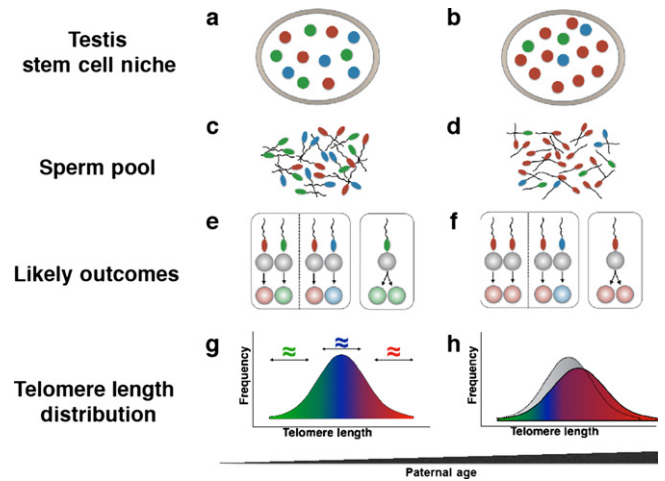 a
b
Testis
stem cell niche
c
d
Sperm pool
e
f
Likely outcomes
g
≈
≈
≈
h
Frequency
Frequency
Telomere length
distribution
Telomere length
Telomere length
Paternal age